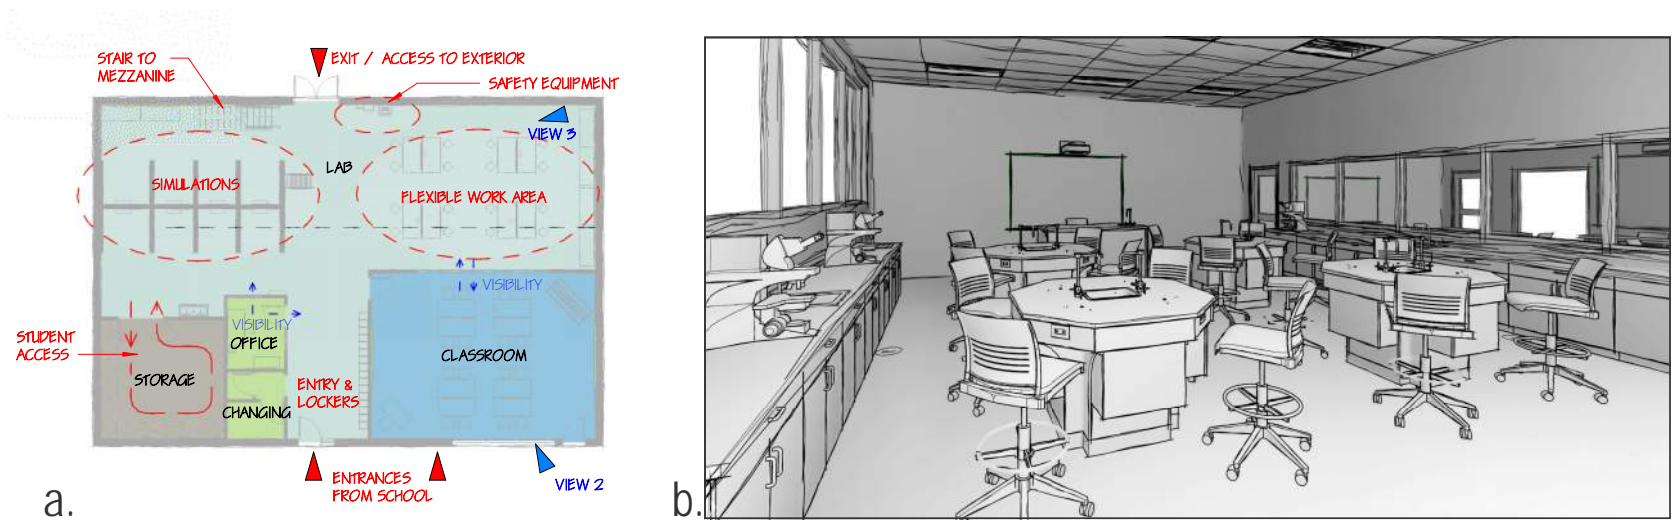 STAIR TO
MEZZANINE
EXIT / ACCESS TO EXTERIOR
SAFETY EQUIPMENT
VIEW 3
LAB
SIMULATIONS
FLEXIBLE WORK AREA
VISIBILITY
VISIBILITY
OFFICE
STUDENT
ACCESS
STORAGE
CLASSROOM
ENTRY &
LOCKERS
CHANGING
ENTRANCES
FROM SCHOOL
VIEW 2
a.
b.